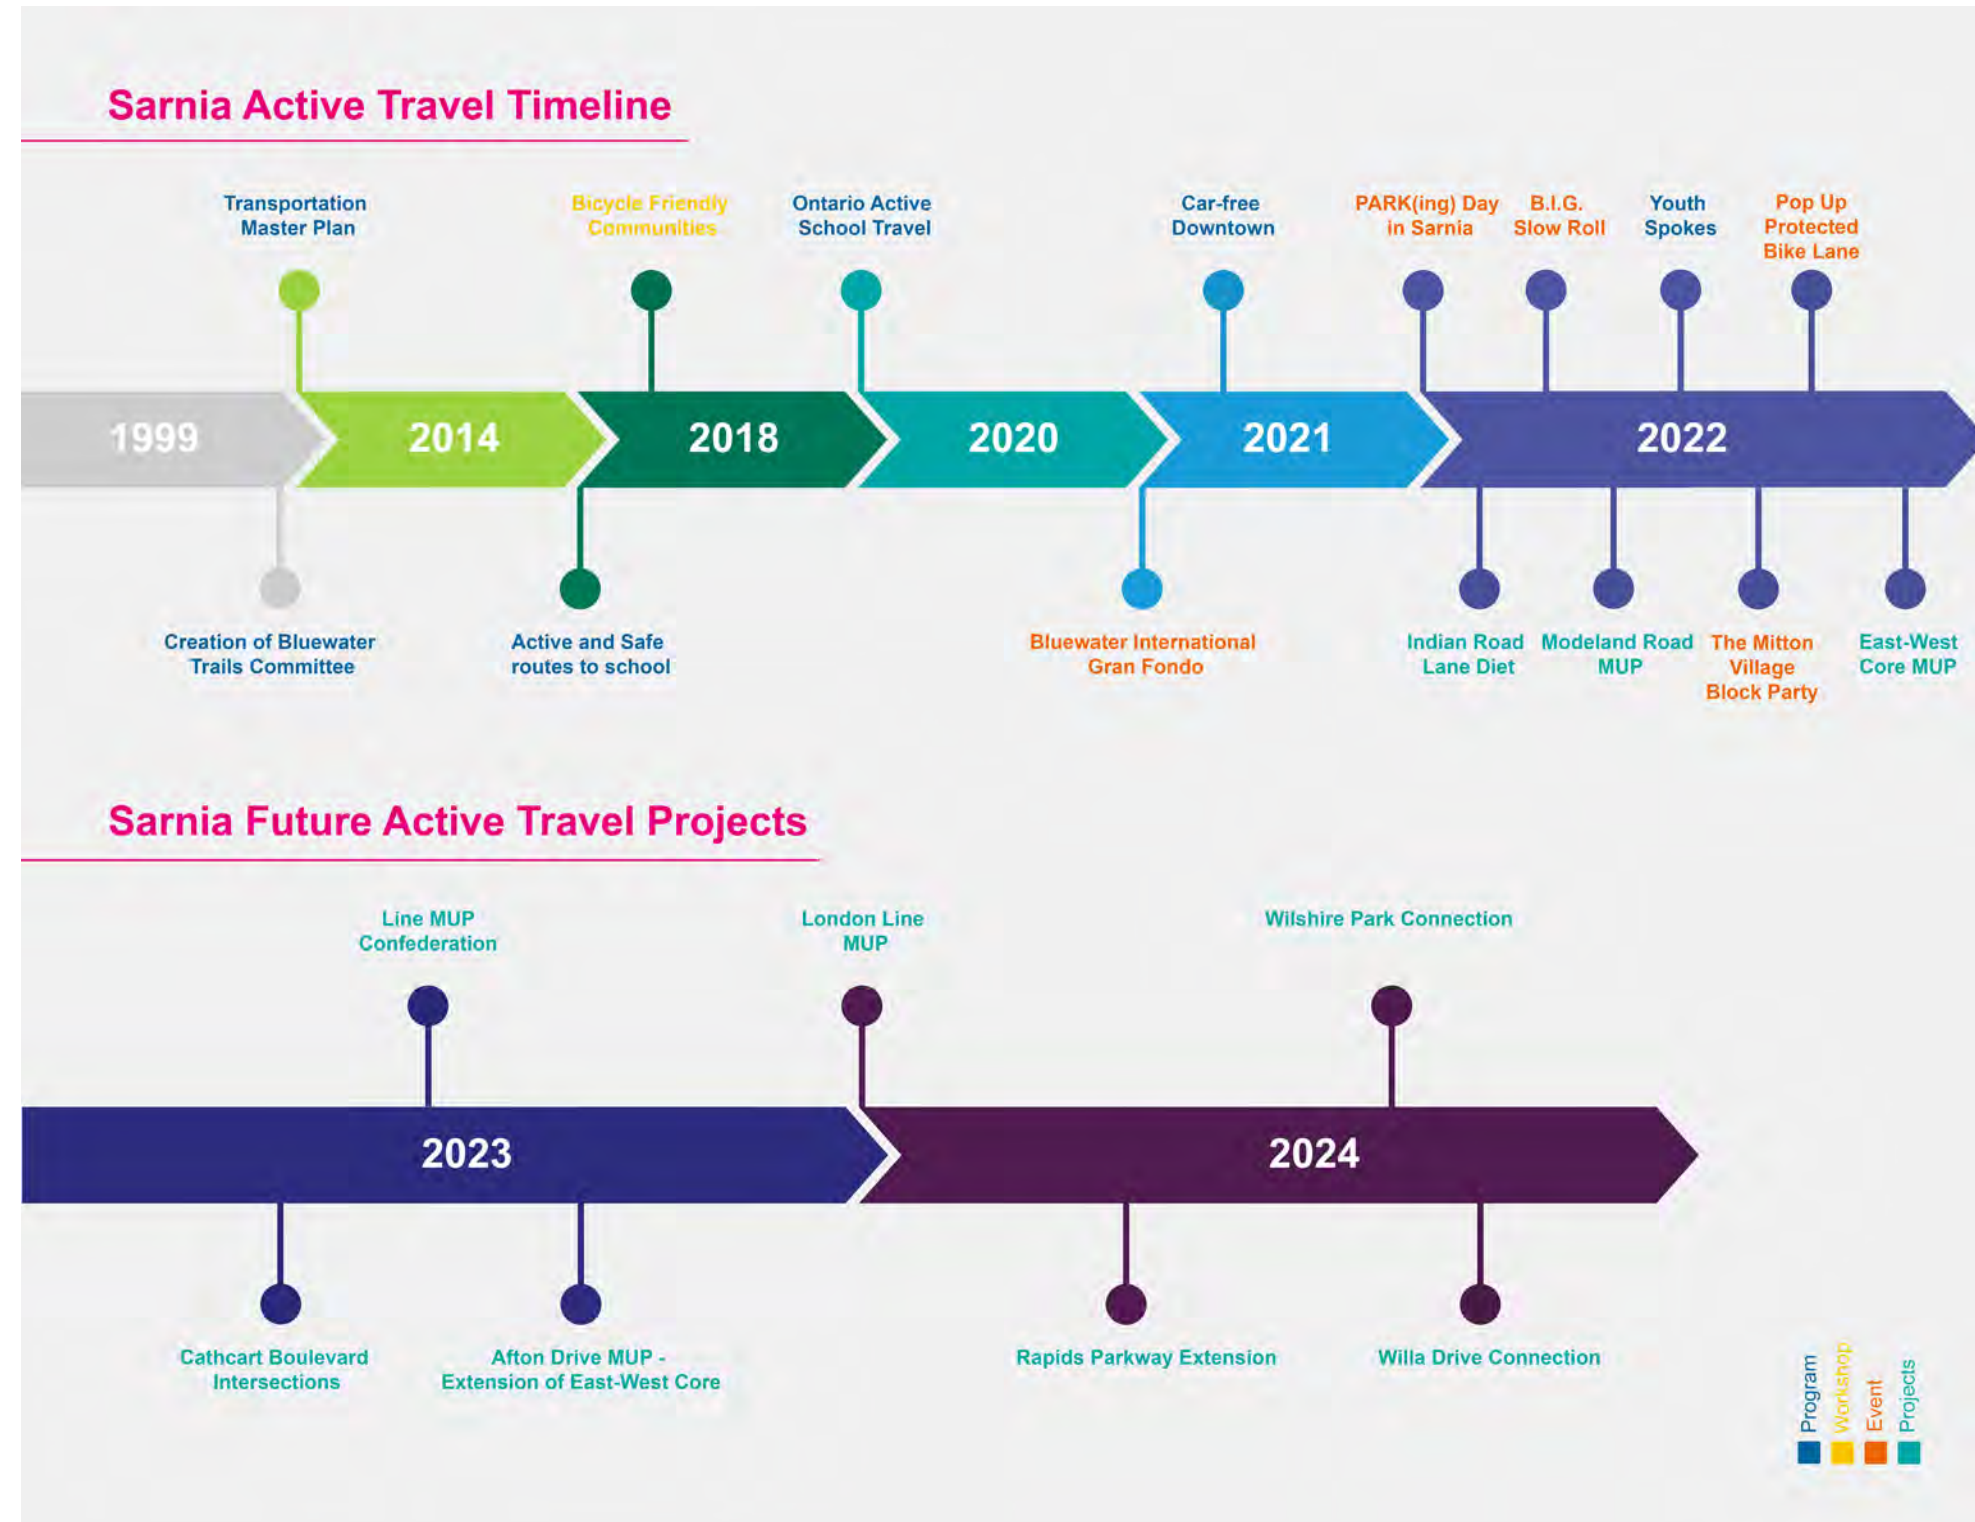 Sarnia Active Travel Timeline
Transportation
Master Plan
Bicycle Friendly
Communities
Ontario Active
School Travel
Car-free
Downtown
PARK(ing) Day
in Sarnia
B.I.G.
Slow Roll
Youth
Spokes
Pop Up
Protected
Bike Lane
1999
2014
2018
2020
2021
2022
Creation of Bluewater
Trails Committee
Active and Safe
routes to school
Bluewater International
Gran Fondo
Indian Road
Lane Diet
Modeland Road
MUP
The Mitton
Village
Block Party
East-West
Core MUP
Sarnia Future Active Travel Projects
Line MUP
Confederation
London Line
MUP
Wilshire Park Connection
2023
2024
Cathcart Boulevard
Intersections
Afton Drive MUP -
Extension of East-West Core
Rapids Parkway Extension
Willa Drive Connection
Program
Workshop
Event
Projects